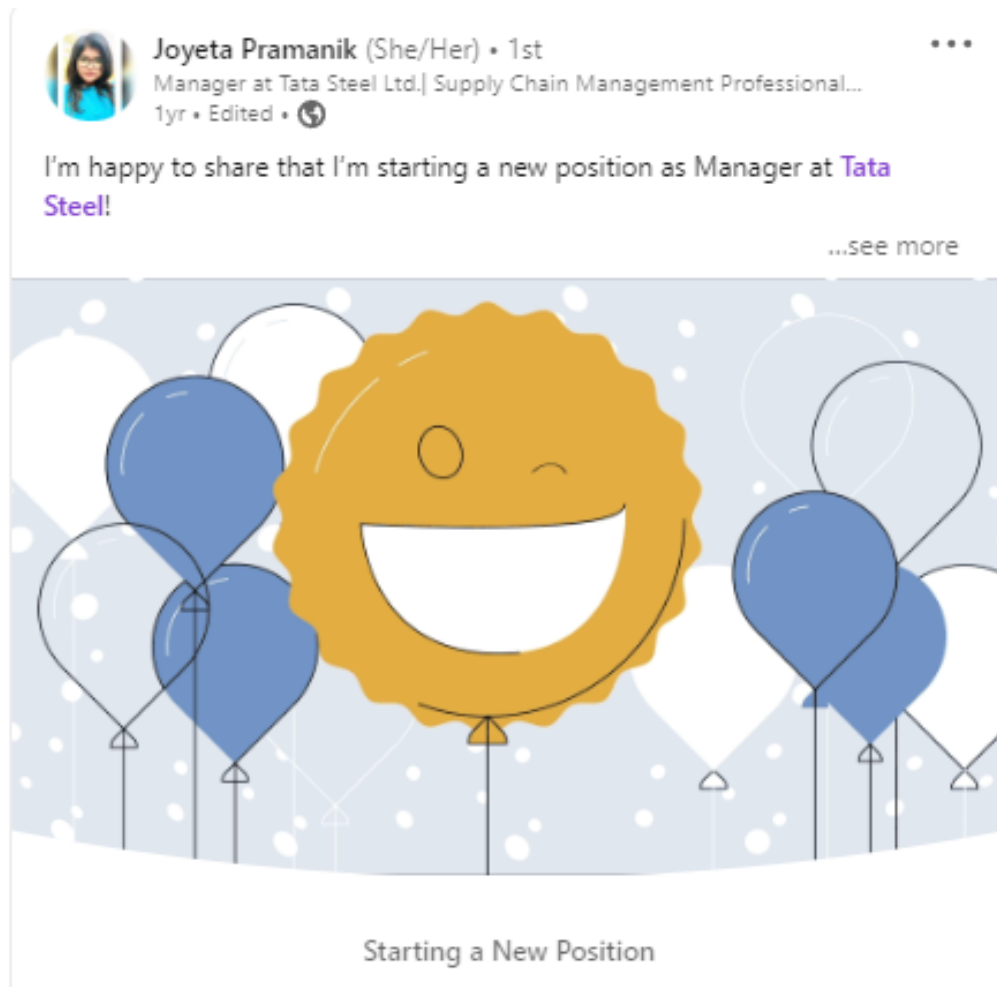 Joyeta Pramanik (She/Her) • 1st
Manager at Tata Steel Ltd.| Supply Chain Management Professional...
1yr • Edited •
I'm happy to share that I'm starting a new position as Manager at Tata
Steel!
...see more
Starting a New Position